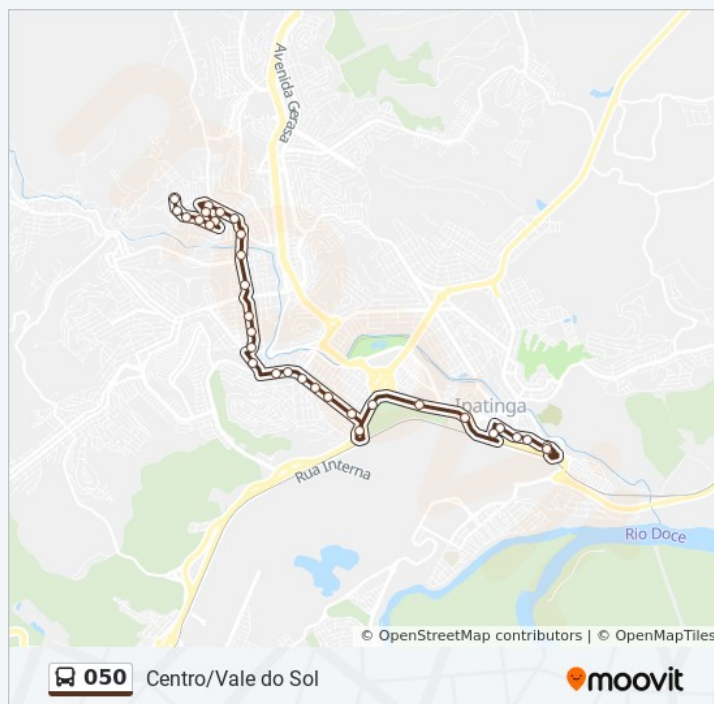 Avenida Gerasa
Ipatinga
Rua Interna
Rio Doce
© OpenStreetMap contributors | © OpenMapTiles
050 Centro/Vale do Sol
moovit